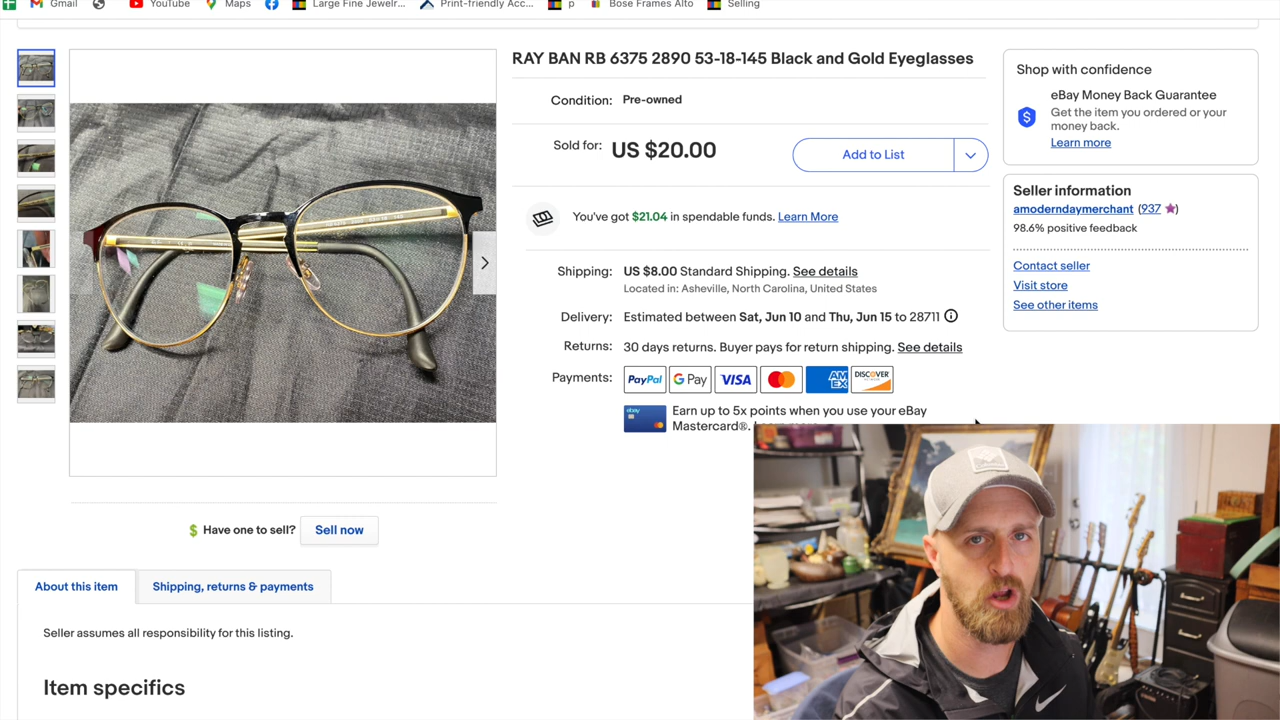 Gmail YouTube Maps Large Fine Jewelr... Print-friendly Acc... p Bose Frames Alto Selling
RAY BAN RB 6375 2890 53-18-145 Black and Gold Eyeglasses
Condition: Pre-owned
Sold for: US $20.00
Add to List
You've got $21.04 in spendable funds. Learn More
Shipping: US $8.00 Standard Shipping. See details
Located in: Asheville, North Carolina, United States
Delivery: Estimated between Sat, Jun 10 and Thu, Jun 15 to 28711
Returns: 30 days returns. Buyer pays for return shipping. See details
Payments: PayPal G Pay VISA AM EX DISCOVER
ebay
Earn up to 5x points when you use your eBay
Mastercard®.
Shop with confidence
eBay Money Back Guarantee
Get the item you ordered or your
money back.
Learn more
Seller information
amoderndaymerchant (937)
98.6% positive feedback
Contact seller
Visit store
See other items
Have one to sell? Sell now
About this item
Shipping, returns & payments
Seller assumes all responsibility for this listing.
Item specifics